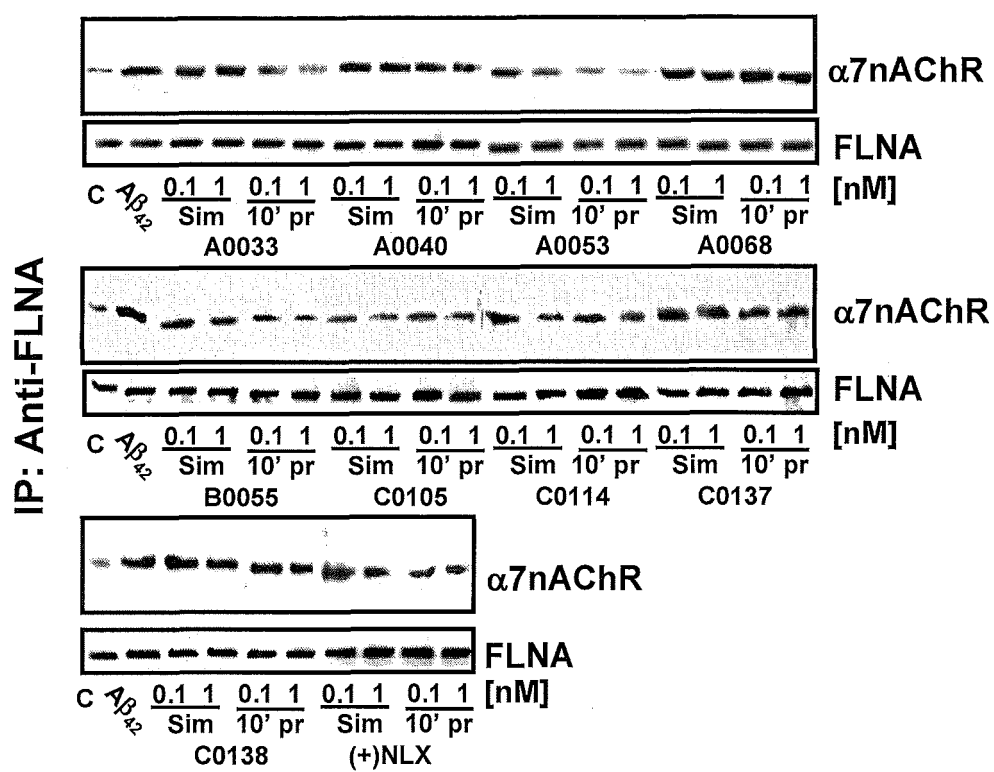 IP: Anti-FLNA
α7nAChR
FLNA
C Aβ42 0.1 1 0.1 1 0.1 1 0.1 1 0.1 1 0.1 1 0.1 1 0.1 1 [nM]
Sim 10' pr Sim 10' pr Sim 10' pr Sim 10' pr
A0033 A0040 A0053 A0068
α7nAChR
FLNA
C Aβ42 0.1 1 0.1 1 0.1 1 0.1 1 0.1 1 0.1 1 0.1 1 0.1 1 [nM]
Sim 10' pr Sim 10' pr Sim 10' pr Sim 10' pr
B0055 C0105 C0114 C0137
α7nAChR
FLNA
C Aβ42 0.1 1 0.1 1 0.1 1 0.1 1 [nM]
Sim 10' pr Sim 10' pr
C0138 (+)NLX